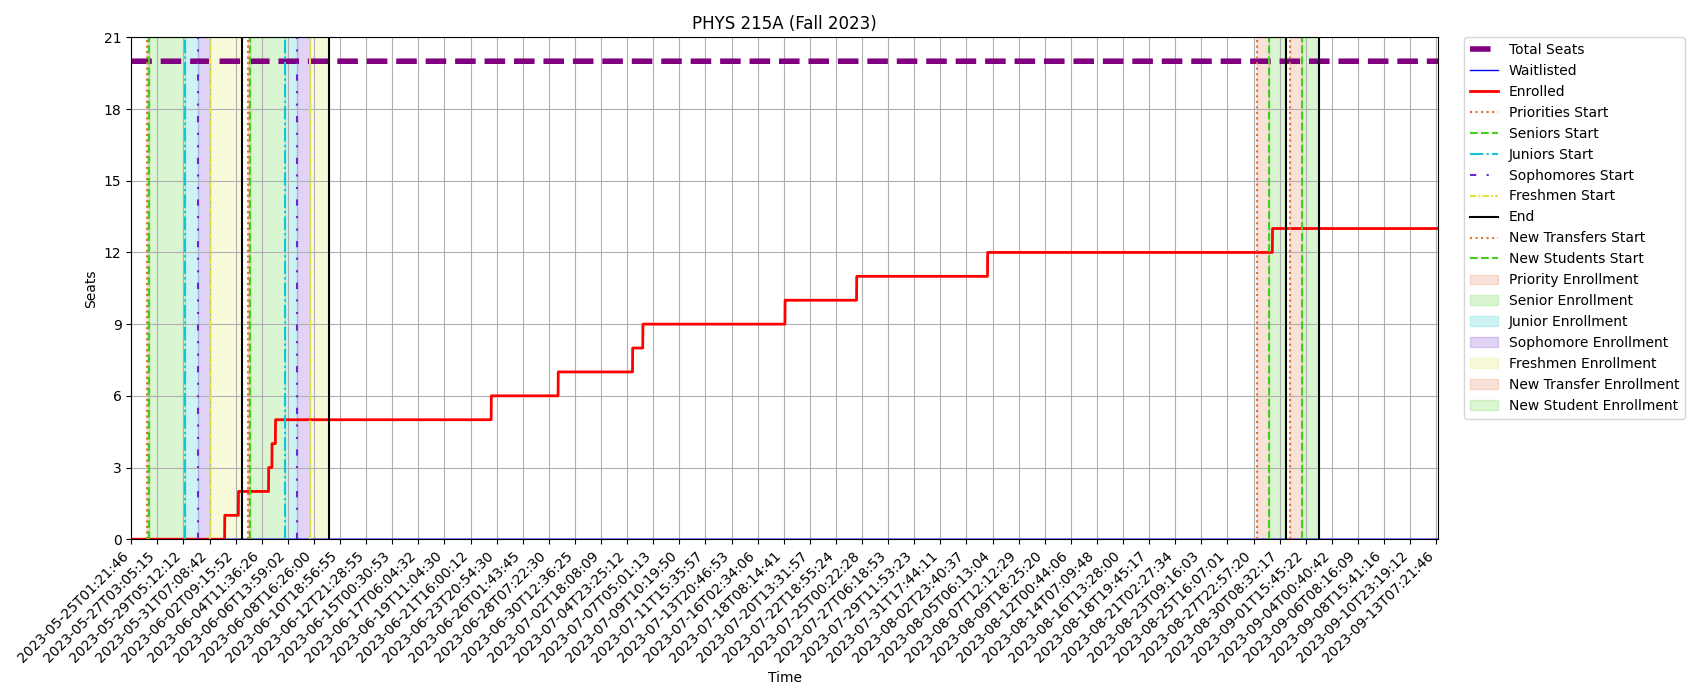 PHYS 215A (Fall 2023)
Seats
21
18
15
12
9
6
3
0
2023-05-25T01:21:46
2023-05-27T03:05:15
2023-05-29T05:12:12
2023-05-31T07:08:42
2023-06-02T09:15:52
2023-06-04T11:36:26
2023-06-06T13:59:02
2023-06-08T16:26:00
2023-06-10T18:56:55
2023-06-12T21:28:55
2023-06-15T00:30:53
2023-06-17T06:04:32
2023-06-19T11:04:30
2023-06-21T16:00:12
2023-06-23T20:54:30
2023-06-26T01:43:45
2023-06-28T07:22:30
2023-06-30T12:36:25
2023-07-02T18:08:09
2023-07-04T23:25:12
2023-07-07T05:01:13
2023-07-09T10:19:50
2023-07-11T15:35:57
2023-07-13T20:46:53
2023-07-16T02:34:06
2023-07-18T08:14:41
2023-07-20T13:31:57
2023-07-22T18:55:24
2023-07-25T00:22:28
2023-07-27T06:18:53
2023-07-29T11:53:23
2023-07-31T17:44:11
2023-08-02T23:40:37
2023-08-05T06:13:04
2023-08-07T12:12:29
2023-08-09T18:25:20
2023-08-12T00:44:06
2023-08-14T07:09:48
2023-08-16T13:28:00
2023-08-18T19:45:17
2023-08-21T02:27:34
2023-08-23T09:16:03
2023-08-25T16:07:01
2023-08-27T22:57:20
2023-08-30T08:32:17
2023-09-01T15:45:22
2023-09-04T00:40:42
2023-09-06T08:16:09
2023-09-08T15:41:16
2023-09-10T23:19:12
2023-09-13T07:21:46
Time
Total Seats
Waitlisted
Enrolled
Priorities Start
Seniors Start
Juniors Start
Sophomores Start
Freshmen Start
End
New Transfers Start
New Students Start
Priority Enrollment
Senior Enrollment
Junior Enrollment
Sophomore Enrollment
Freshmen Enrollment
New Transfer Enrollment
New Student Enrollment